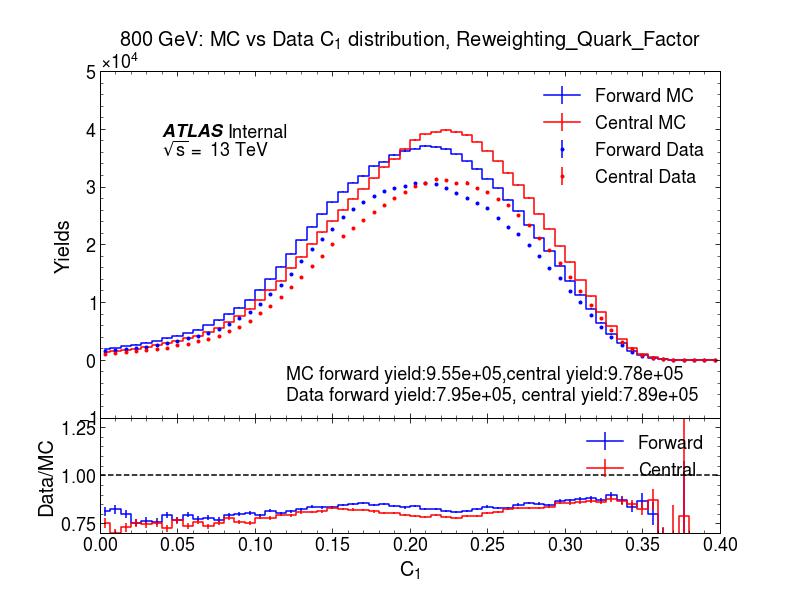 800 GeV: MC vs Data C₁ distribution, Reweighting_Quark_Factor
×10⁴
5
4
3
2
1
0
−1
Yields
ATLAS Internal
√s = 13 TeV
Forward MC
Central MC
Forward Data
Central Data
MC forward yield:9.55e+05,central yield:9.78e+05
Data forward yield:7.95e+05, central yield:7.89e+05
1.25
1.00
0.75
Data/MC
Forward
Central
0.00 0.05 0.10 0.15 0.20 0.25 0.30 0.35 0.40
C₁